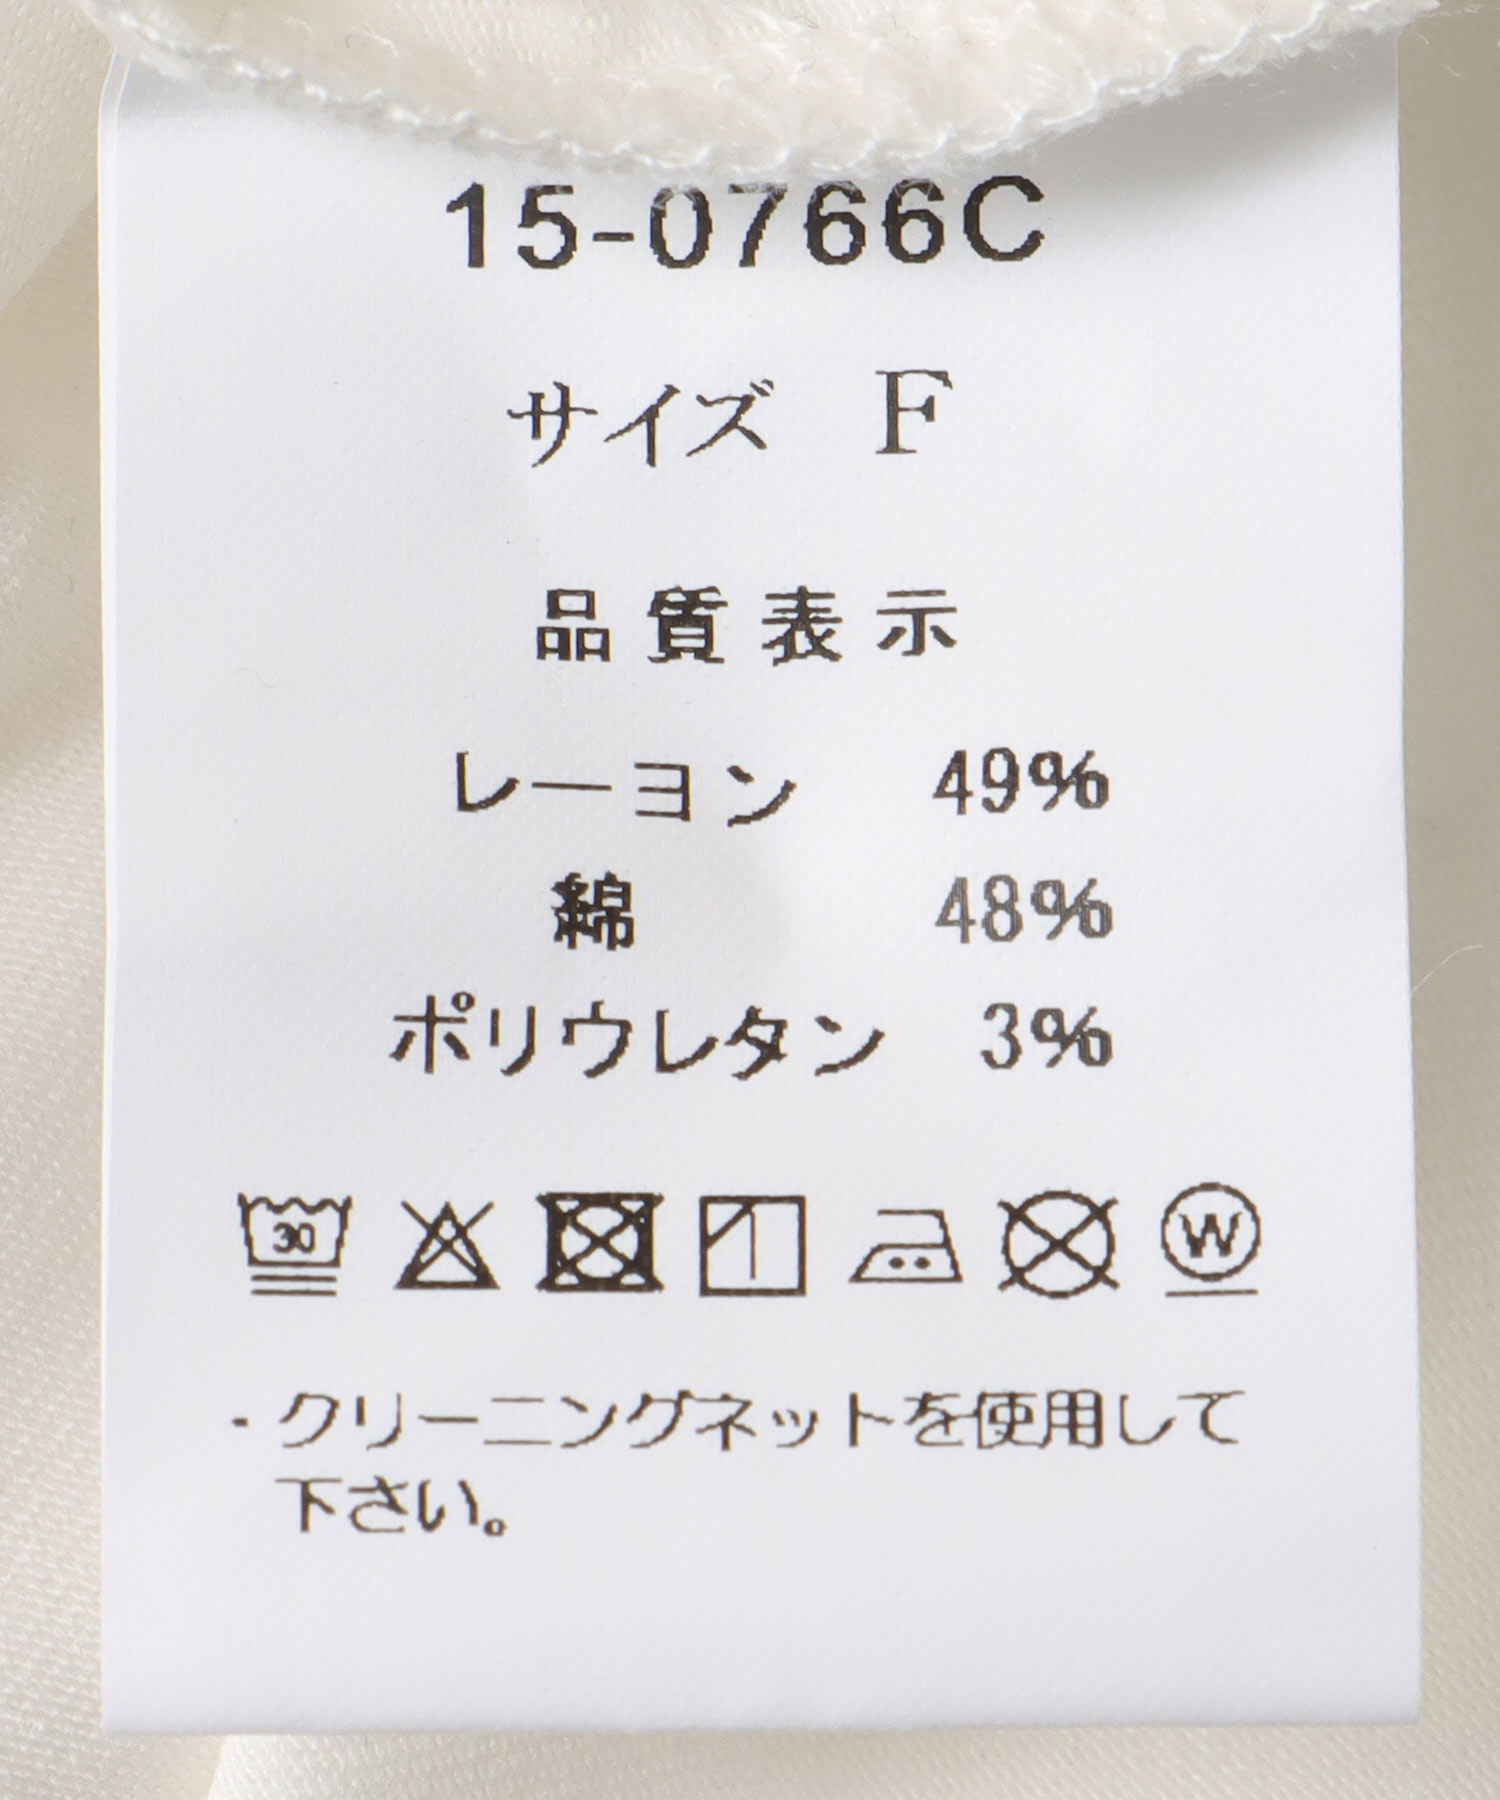 15-0766C
サイズ F
品質表示
レーヨン 49%
綿 48%
ポリウレタン 3%
30 W
・クリーニングネットを使用して
下さい。